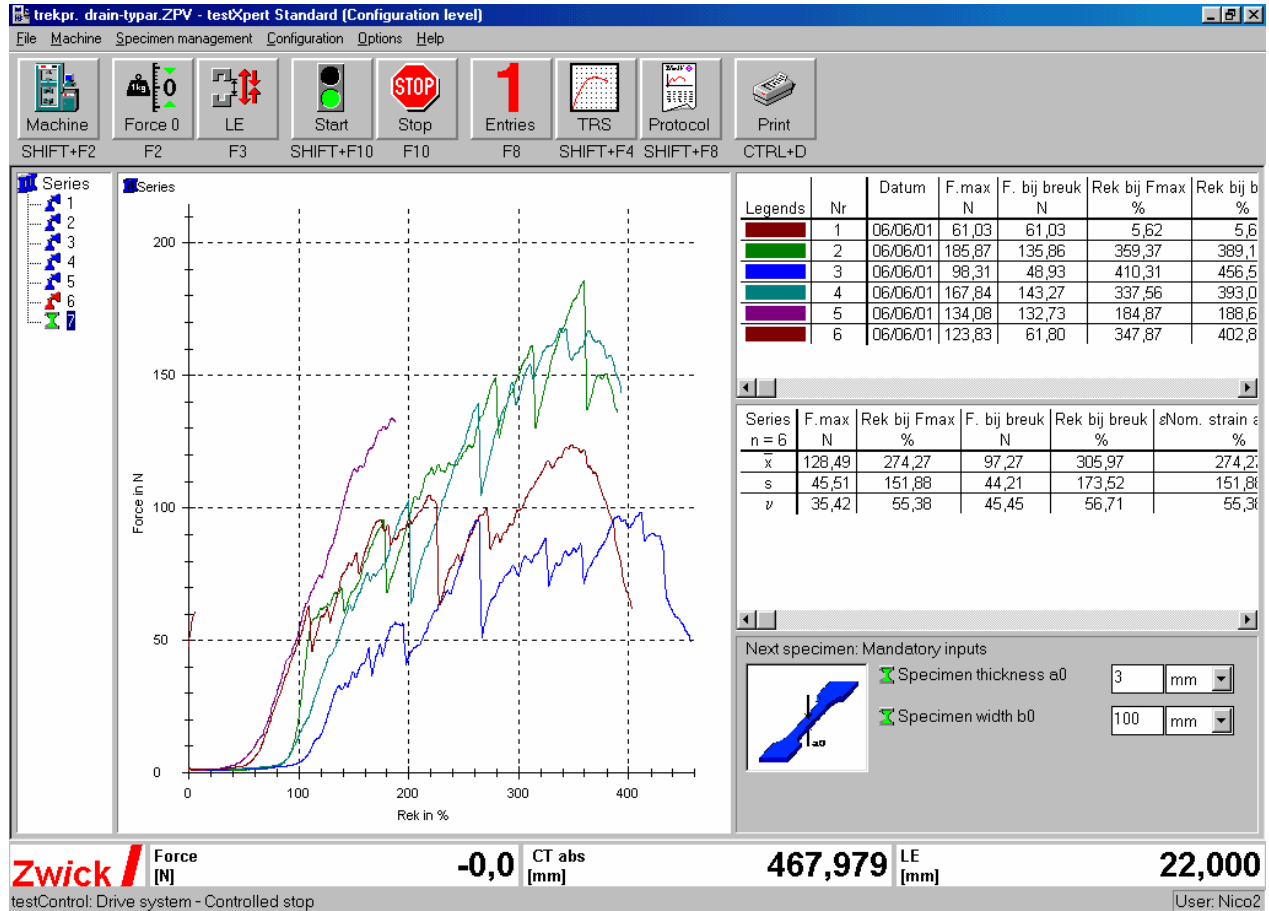 trekpr. drain-typar.ZPV - testXpert Standard (Configuration level)
File Machine Specimen management Configuration Options Help
1kg 0 STOP 1 Zwick
Machine Force 0 LE Start Stop Entries TRS Protocol Print
SHIFT+F2 F2 F3 SHIFT+F10 F10 F8 SHIFT+F4 SHIFT+F8 CTRL+D
Series
1
2
3
4
5
6
7
Series
200
150
100
50
0
Force in N
0 100 200 300 400
Rek in %
Datum F.max F. bij breuk Rek bij Fmax Rek bij b
Legends Nr N N % %
1 06/06/01 61,03 61,03 5,62 5,6
2 06/06/01 185,87 135,86 359,37 389,1
3 06/06/01 98,31 48,93 410,31 456,5
4 06/06/01 167,84 143,27 337,56 393,0
5 06/06/01 134,08 132,73 184,87 188,6
6 06/06/01 123,83 61,80 347,87 402,8
Series F.max Rek bij Fmax F. bij breuk Rek bij breuk εNom. strain a
n = 6 N % N % %
x̅ 128,49 274,27 97,27 305,97 274,27
s 45,51 151,88 44,21 173,52 151,88
ν 35,42 55,38 45,45 56,71 55,38
Next specimen: Mandatory inputs
Specimen thickness a0 3 mm
Specimen width b0 100 mm
a0
Zwick Force [N] -0,0 CT abs [mm] 467,979 LE [mm] 22,000
testControl: Drive system - Controlled stop User: Nico2